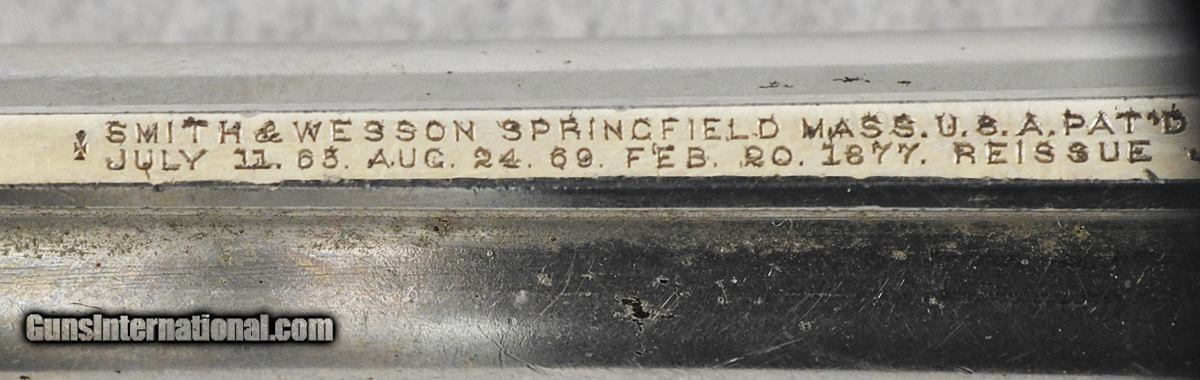 SMITH & WESSON SPRINGFIELD MASS. U.S.A. PAT'D
JULY 11. 65. AUG. 24. 69. FEB. 20. 1877. REISSUE
GunsInternational.com